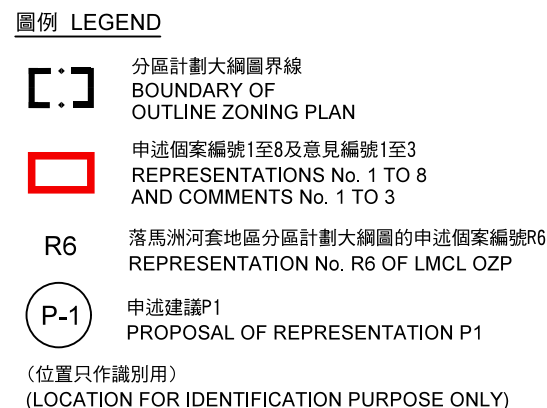 圖例 LEGEND
分區計劃大綱圖界線
BOUNDARY OF
OUTLINE ZONING PLAN
申述個案編號1至8及意見編號1至3
REPRESENTATIONS No. 1 TO 8
AND COMMENTS No. 1 TO 3
R6
落馬洲河套地區分區計劃大綱圖的申述個案編號R6
REPRESENTATION No. R6 OF LMCL OZP
P-1
申述建議P1
PROPOSAL OF REPRESENTATION P1
(位置只作識別用)
(LOCATION FOR IDENTIFICATION PURPOSE ONLY)